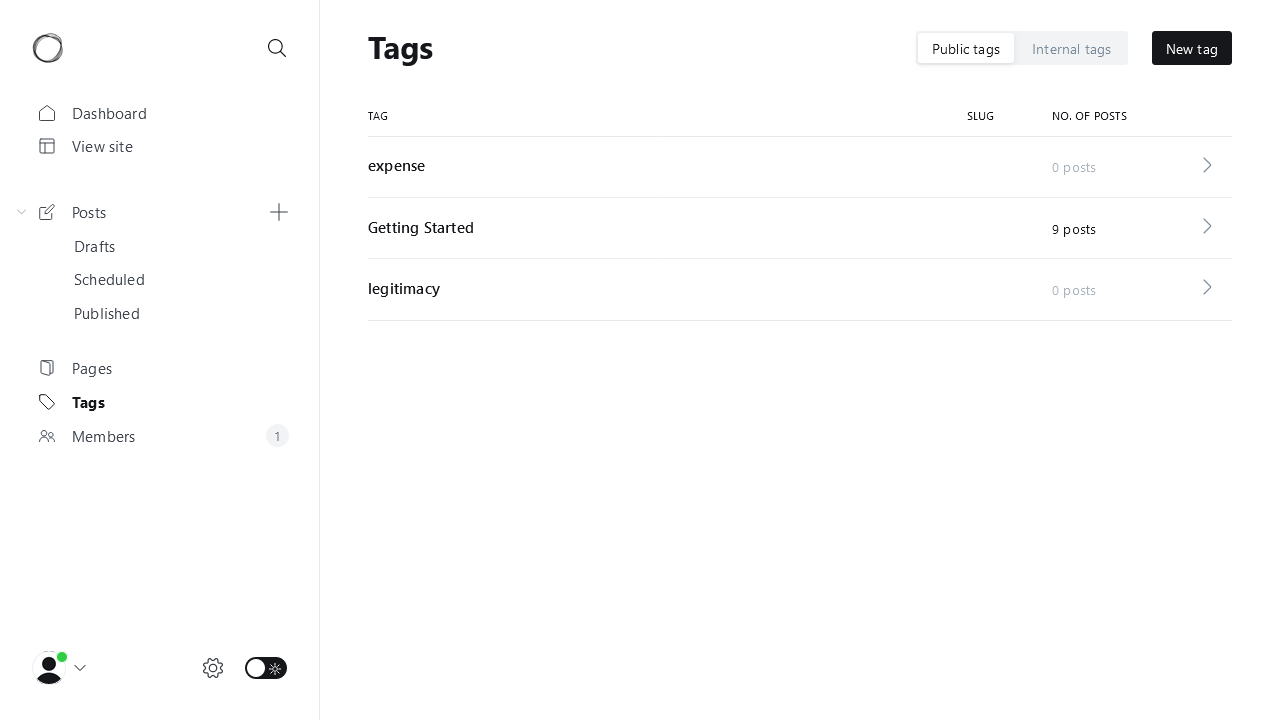 Tags
Public tags
Internal tags
New tag
Dashboard
View site
Posts
Drafts
Scheduled
Published
Pages
Tags
Members
1
TAG
SLUG
NO. OF POSTS
expense
0 posts
Getting Started
9 posts
legitimacy
0 posts